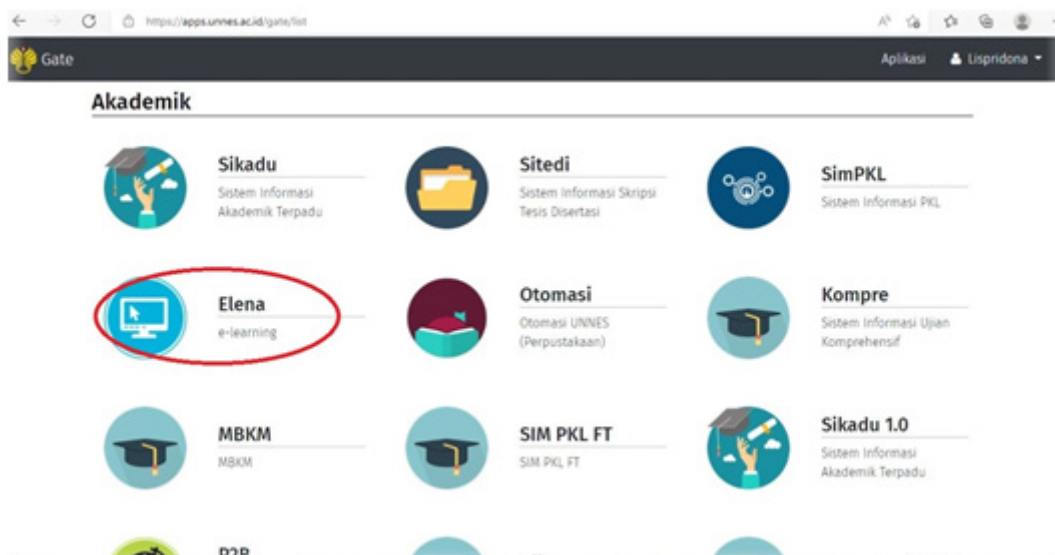 https://apps.unnes.ac.id/gate/list
Gate
Aplikasi
Lispridona
Akademik
Sikadu
Sistem Informasi
Akademik Terpadu
Sitedi
Sistem Informasi Skripsi
Tesis Disertasi
SimPKL
Sistem Informasi PKL
Elena
e-learning
Otomasi
Otomasi UNNES
(Perpustakaan)
Kompre
Sistem Informasi Ujian
Komprehensif
MBKM
MBKM
SIM PKL FT
SIM PKL FT
Sikadu 1.0
Sistem Informasi
Akademik Terpadu